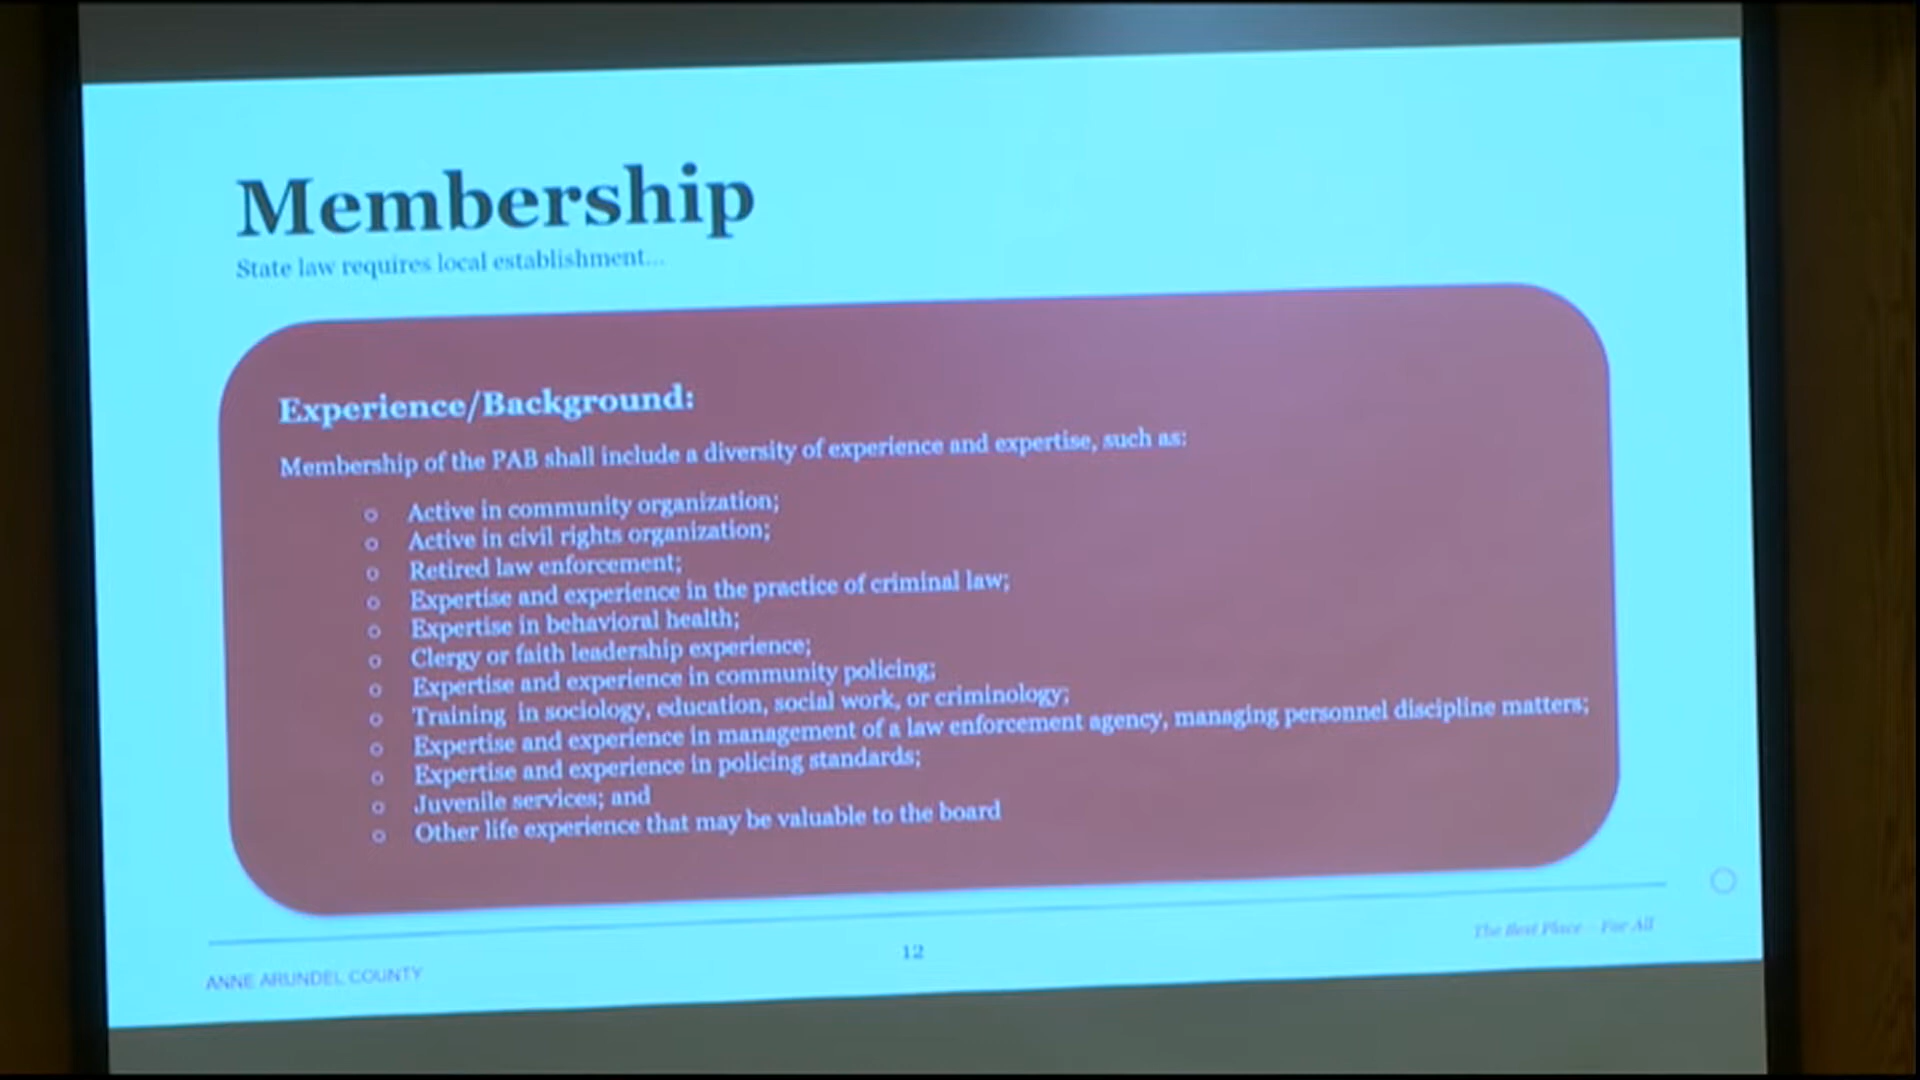 Membership
State law requires local establishment...
Experience/Background:
Membership of the PAB shall include a diversity of experience and expertise, such as:
○ Active in community organization;
○ Active in civil rights organization;
○ Retired law enforcement;
○ Expertise and experience in the practice of criminal law;
○ Expertise in behavioral health;
○ Clergy or faith leadership experience;
○ Expertise and experience in community policing;
○ Training in sociology, education, social work, or criminology;
○ Expertise and experience in management of a law enforcement agency, managing personnel discipline matters;
○ Expertise and experience in policing standards;
○ Juvenile services; and
○ Other life experience that may be valuable to the board
ANNE ARUNDEL COUNTY
12
The Best Place – For All